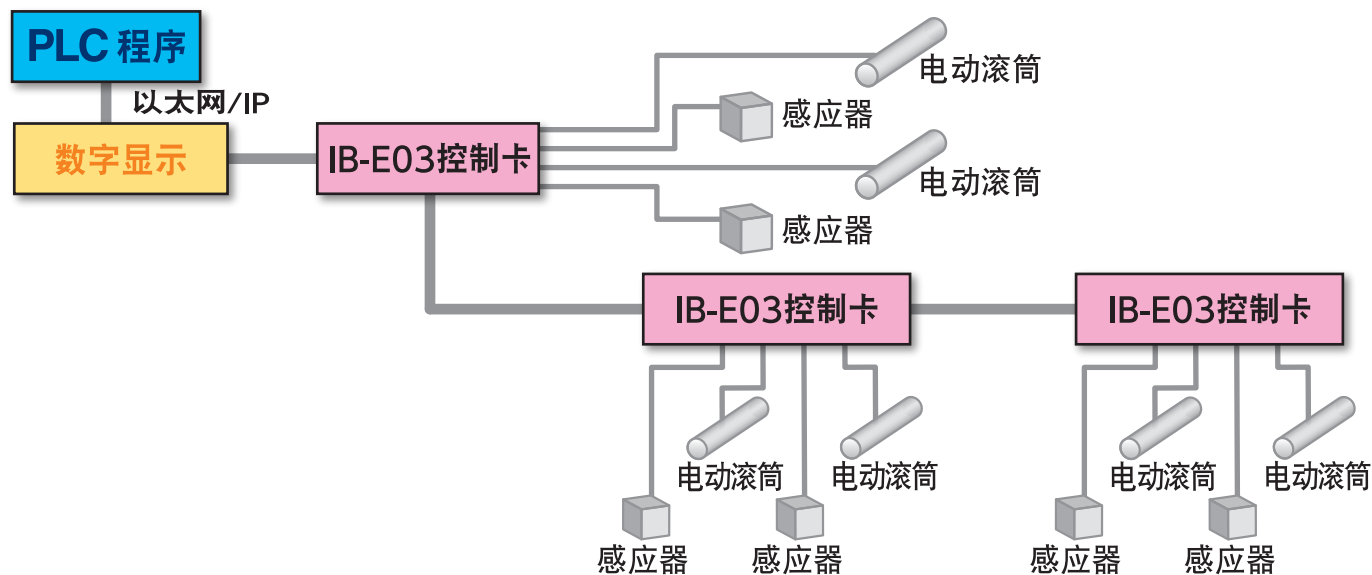 PLC 程序
以太网/IP
数字显示
IB-E03控制卡
电动滚筒
感应器
电动滚筒
感应器
IB-E03控制卡
IB-E03控制卡
电动滚筒
电动滚筒
电动滚筒
电动滚筒
感应器
感应器
感应器
感应器